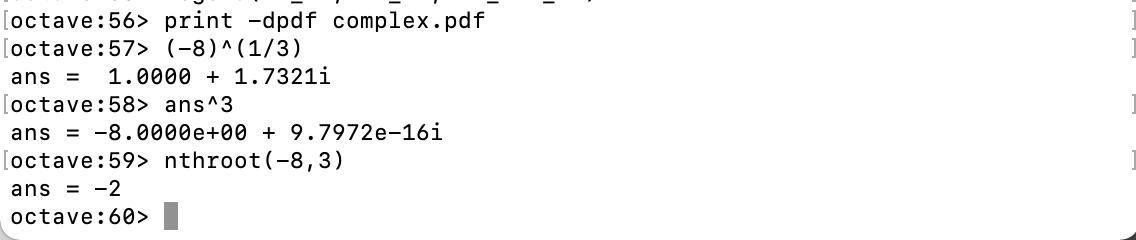 [octave:56> print -dpdf complex.pdf ]
[octave:57> (-8)^(1/3) ]
ans =  1.0000 + 1.7321i
[octave:58> ans^3 ]
ans = -8.0000e+00 + 9.7972e-16i
[octave:59> nthroot(-8,3) ]
ans = -2
octave:60>